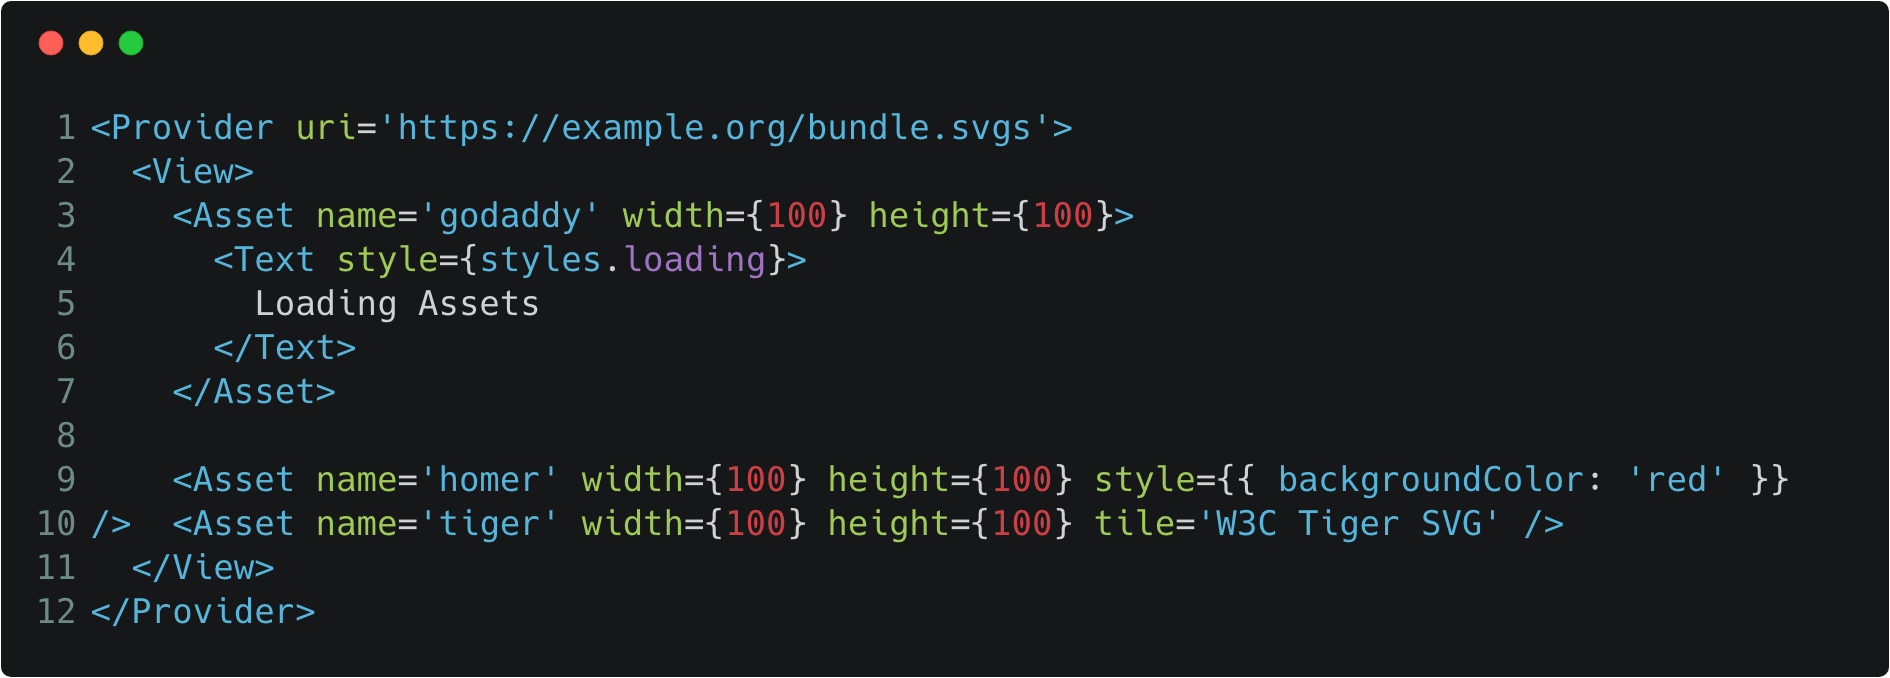 1 <Provider uri='https://example.org/bundle.svgs'>
2   <View>
3     <Asset name='godaddy' width={100} height={100}>
4       <Text style={styles.loading}>
5         Loading Assets
6       </Text>
7     </Asset>
8
9     <Asset name='homer' width={100} height={100} style={{ backgroundColor: 'red' }}
10 />  <Asset name='tiger' width={100} height={100} tile='W3C Tiger SVG' />
11   </View>
12 </Provider>